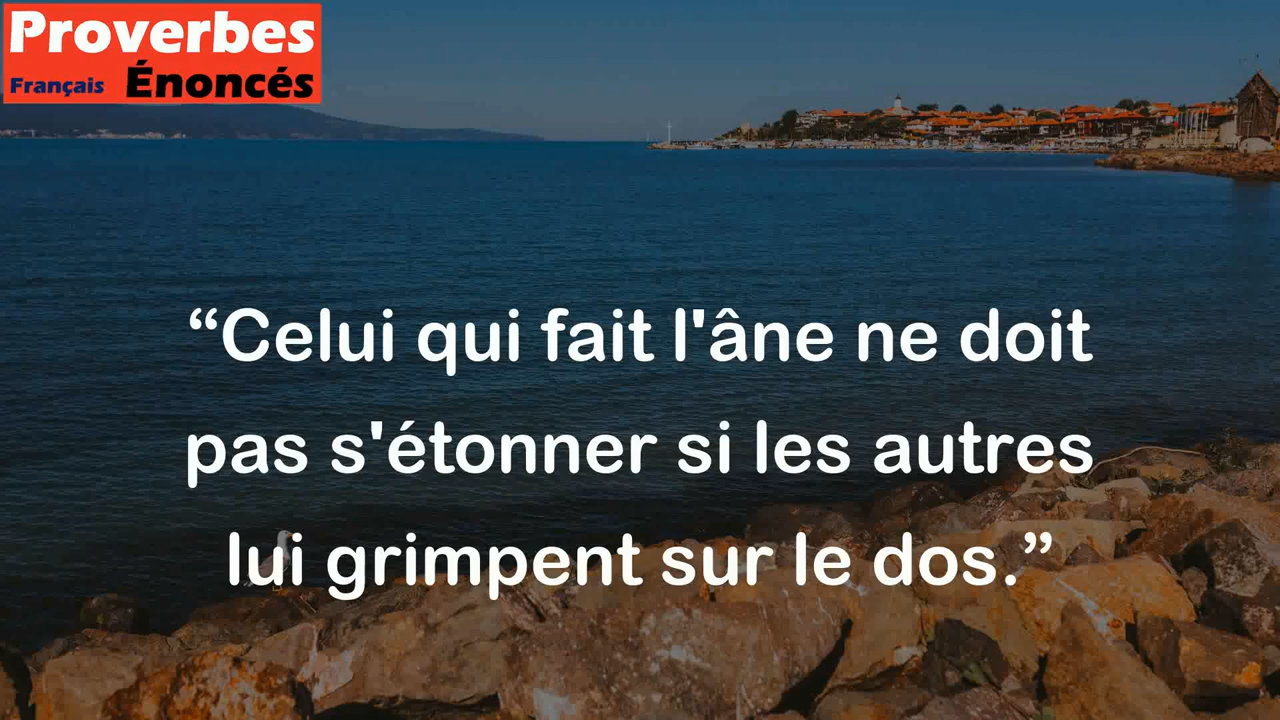 Proverbes
Français Énoncés
“Celui qui fait l'âne ne doit
pas s'étonner si les autres
lui grimpent sur le dos.”